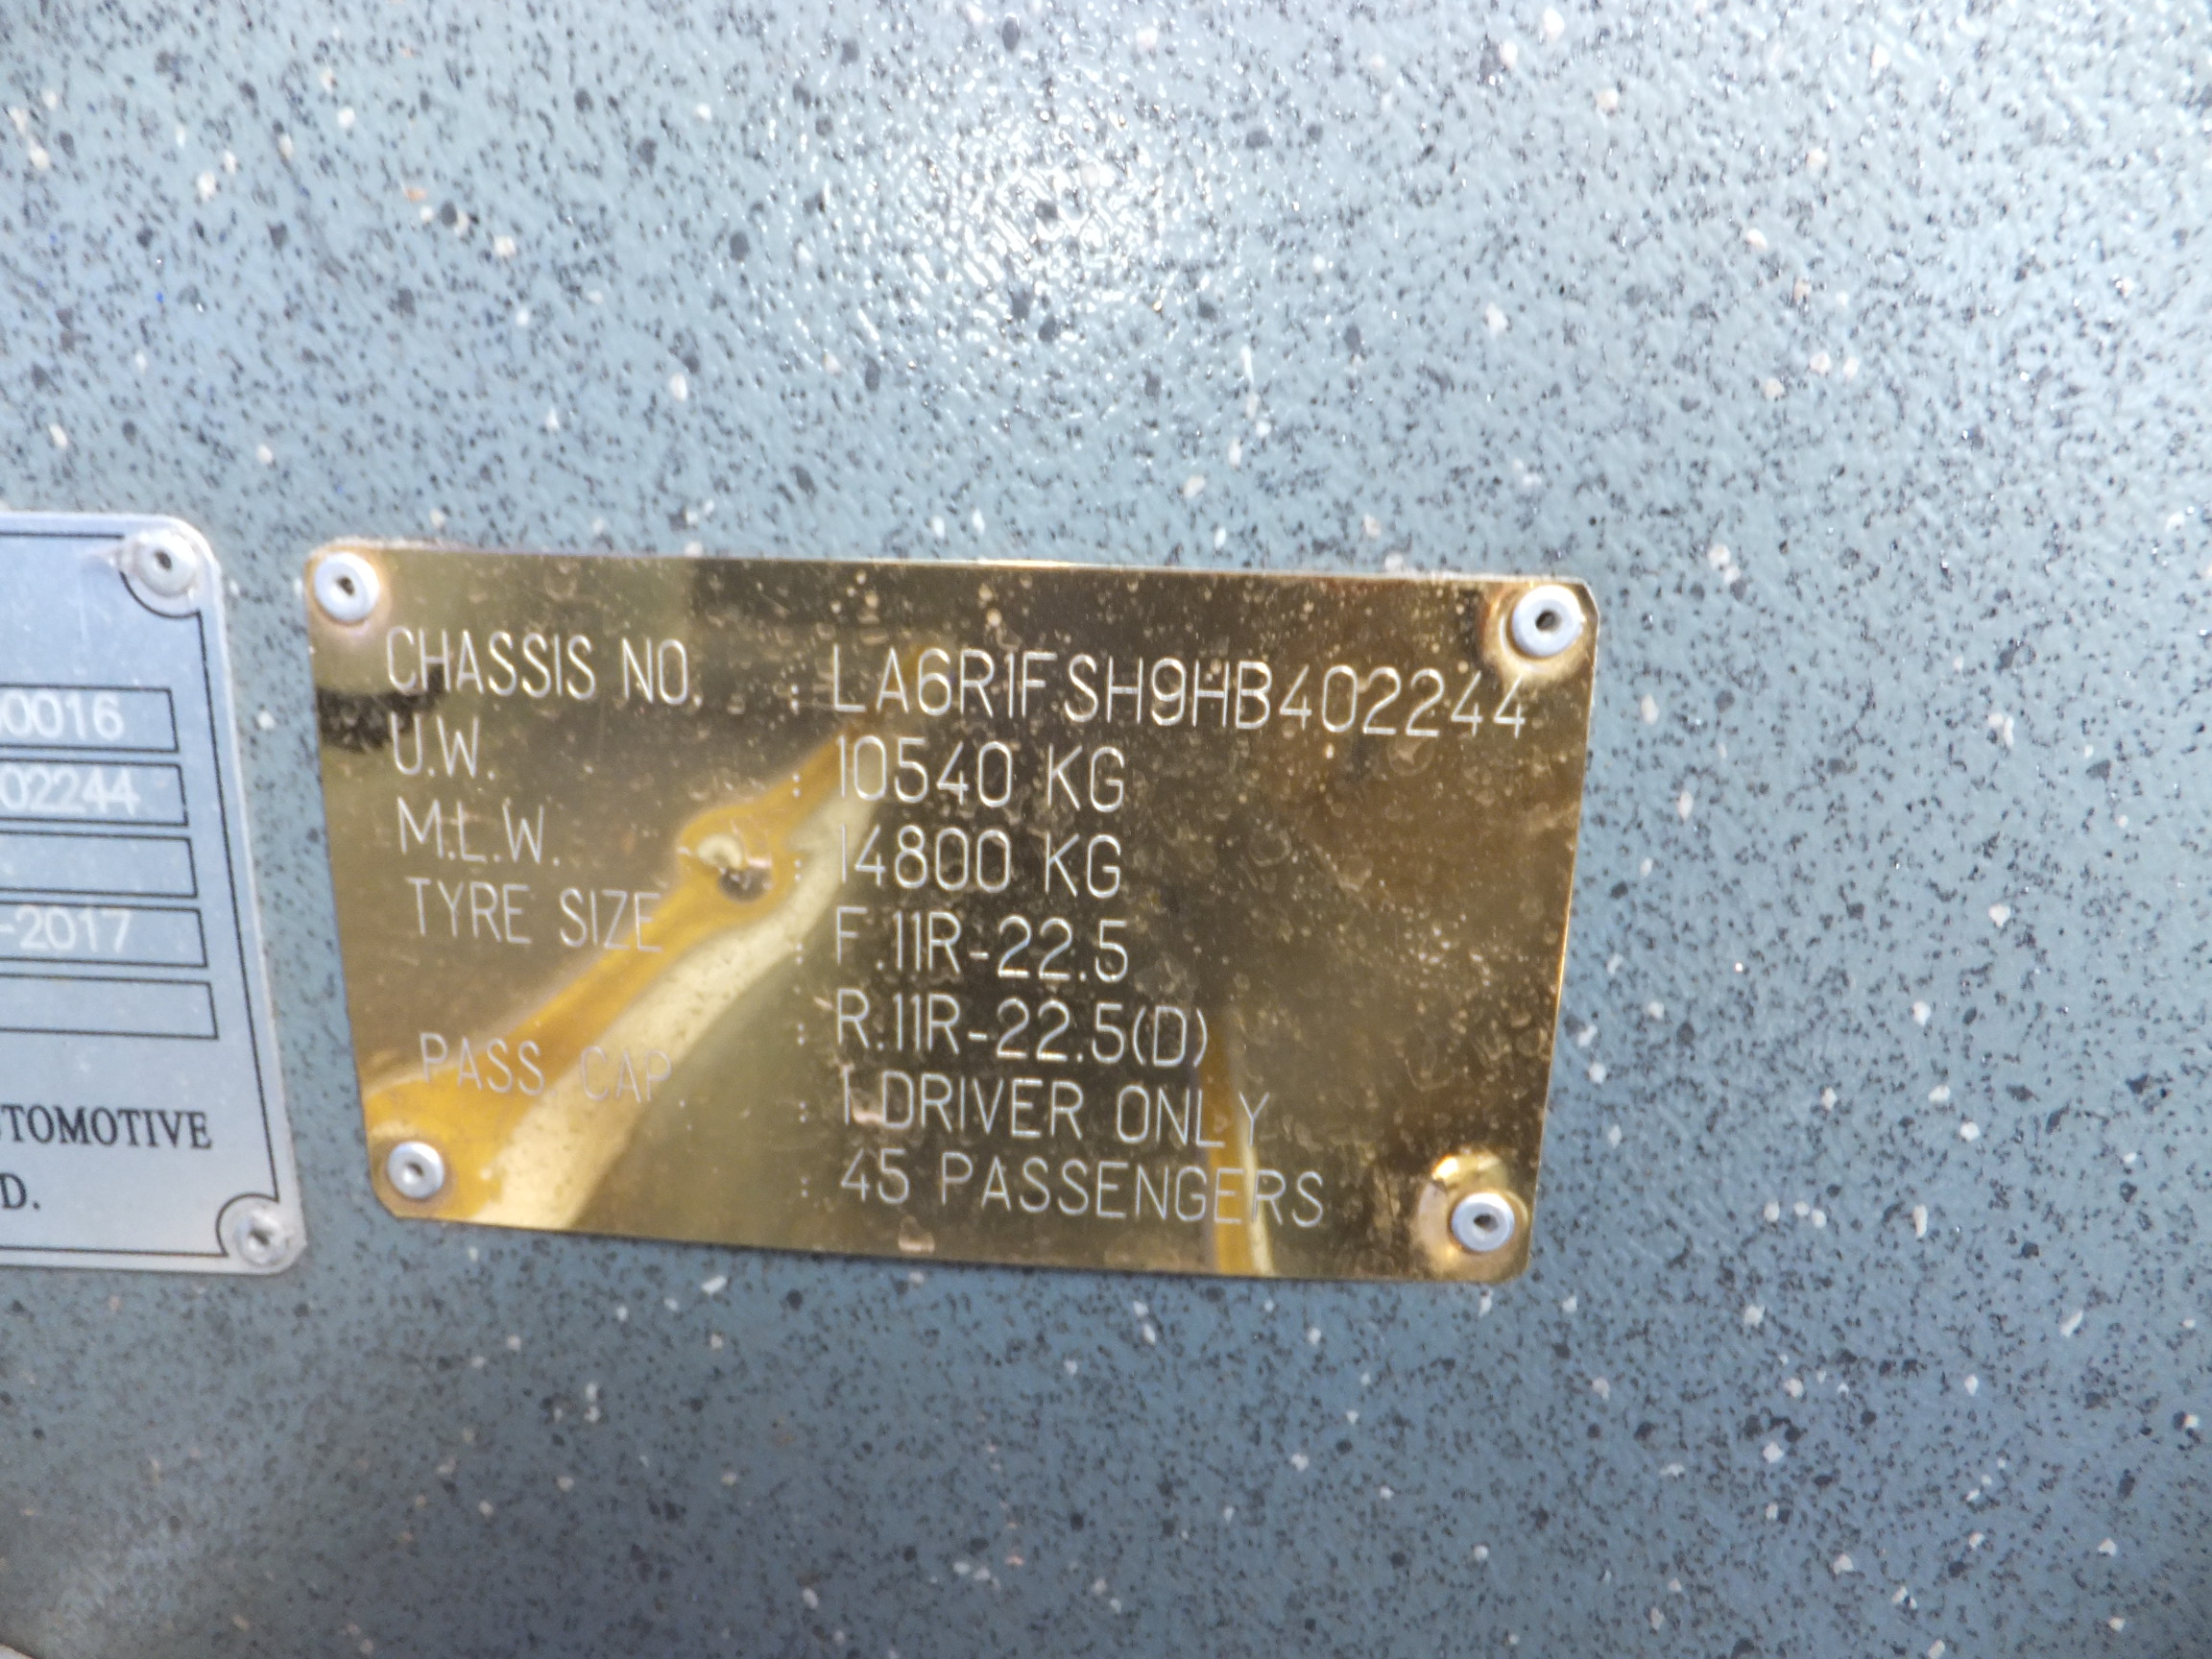 0016
02244
-2017
TOMOTIVE
D.
CHASSIS NO. : LA6R1FSH9HB402244
U.W. : 10540 KG
M.L.W. : 14800 KG
TYRE SIZE : F.11R-22.5
: R.11R-22.5(D)
PASS. CAP. : 1 DRIVER ONLY
: 45 PASSENGERS